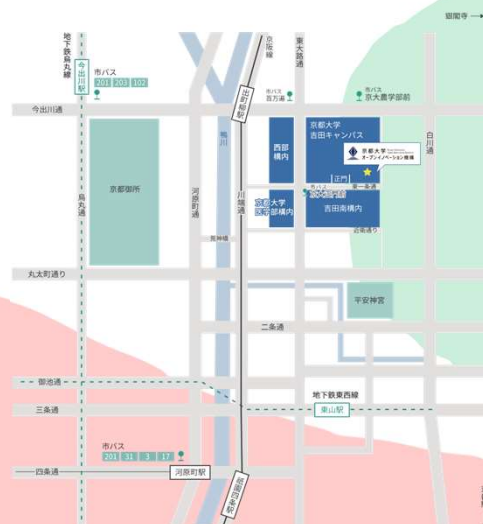 銀閣寺
地下鉄烏丸線
今出川駅
市バス
201 203 102
京阪線
東大路通
市バス
百万遍
市バス
京大農学部前
出町柳駅
今出川通
京都大学
吉田キャンパス
西部
構内
京都大学
オープンイノベーション機構
白川通
鴨川
京都御所
正門
東一条通
市バス
烏丸通
河原町通
川端通
京都大学
医学部構内
吉田南構内
近衛通り
荒神橋
丸太町通り
平安神宮
二条通
御池通
地下鉄東西線
三条通
東山駅
市バス
201 31 3 17
四条通
河原町駅
祇園四条駅